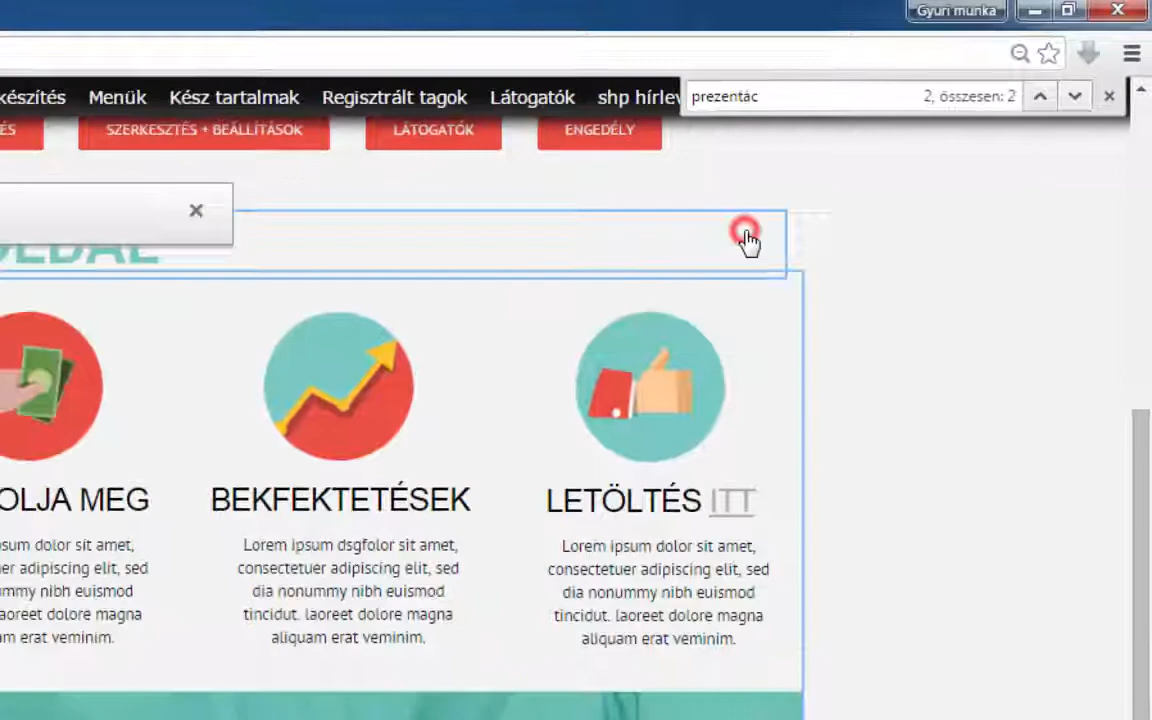 Gyuri munka
készítés Menük Kész tartalmak Regisztrált tagok Látogatók shp hírlev
prezentác 2, összesen: 2
ÉS SZERKESZTÉS + BEÁLLÍTÁSOK LÁTOGATÓK ENGEDÉLY
OLDAL
OLJA MEG
sum dolor sit amet,
er adipiscing elit, sed
ummy nibh euismod
aoreet dolore magna
am erat veminim.
BEKFEKTETÉSEK
Lorem ipsum dsgfolor sit amet,
consectetuer adipiscing elit, sed
dia nonummy nibh euismod
tincidut. laoreet dolore magna
aliquam erat veminim.
LETÖLTÉS ITT
Lorem ipsum dolor sit amet,
consectetuer adipiscing elit, sed
dia nonummy nibh euismod
tincidut. laoreet dolore magna
aliquam erat veminim.